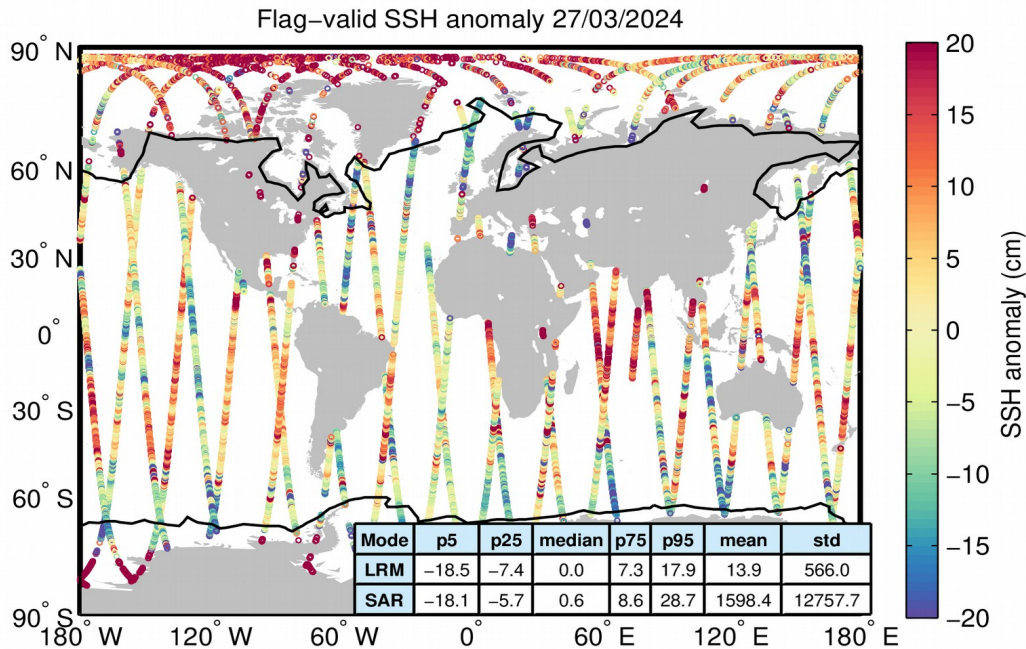 Flag−valid SSH anomaly 27/03/2024
90° N
60° N
30° N
0°
30° S
60° S
90° S
180° W
120° W
60° W
0°
60° E
120° E
180° E
20
15
10
5
0
−5
−10
−15
−20
SSH anomaly (cm)
Mode p5 p25 median p75 p95 mean std
LRM −18.5 −7.4 0.0 7.3 17.9 13.9 566.0
SAR −18.1 −5.7 0.6 8.6 28.7 1598.4 12757.7